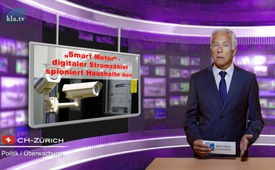 kla.tv
„Smart Meter“ -
digitaler Stromzähler
spioniert Haushalte aus
CH-ZÜRICH
Politik / Überwachung